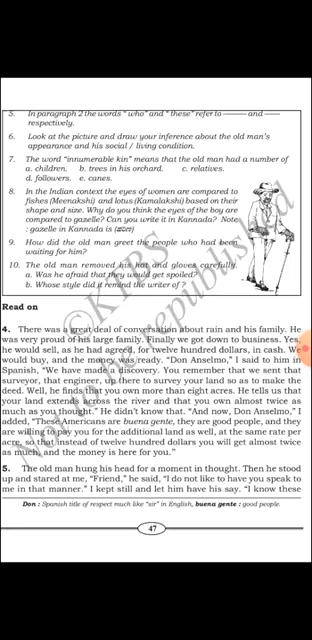 5. In paragraph 2 the words " who" and " these" refer to ——— and ——
respectively.
6. Look at the picture and draw your inference about the old man's
appearance and his social / living condition.
7. The word "innumerable kin" means that the old man had a number of
a. children. b. trees in his orchard. c. relatives.
d. followers. e. canes.
8. In the Indian context the eyes of women are compared to
fishes (Meenakshi) and lotus (Kamalakshi) based on their
shape and size. Why do you think the eyes of the boy are
compared to gazelle? Can you write it in Kannada? Note
: gazelle in Kannada is
9. How did the old man greet the people who had been
waiting for him?
10. The old man removed his hat and gloves carefully.
a. Was he afraid that they would get spoiled?
b. Whose style did it remind the writer of ?
Read on
4. There was a great deal of conversation about rain and his family. He
was very proud of his large family. Finally we got down to business. Yes,
he would sell, as he had agreed, for twelve hundred dollars, in cash. We
would buy, and the money was ready. "Don Anselmo," I said to him in
Spanish, "We have made a discovery. You remember that we sent that
surveyor, that engineer, up there to survey your land so as to make the
deed. Well, he finds that you own more than eight acres. He tells us that
your land extends across the river and that you own almost twice as
much as you thought." He didn't know that. "And now, Don Anselmo," I
added, "These Americans are buena gente, they are good people, and they
are willing to pay you for the additional land as well, at the same rate per
acre, so that instead of twelve hundred dollars you will get almost twice
as much, and the money is here for you."
5. The old man hung his head for a moment in thought. Then he stood
up and stared at me, "Friend," he said, "I do not like to have you speak to
me in that manner." I kept still and let him have his say. "I know these
Don : Spanish title of respect much like "sir" in English, buena gente : good people.
47
©KTBS
Not to be republished